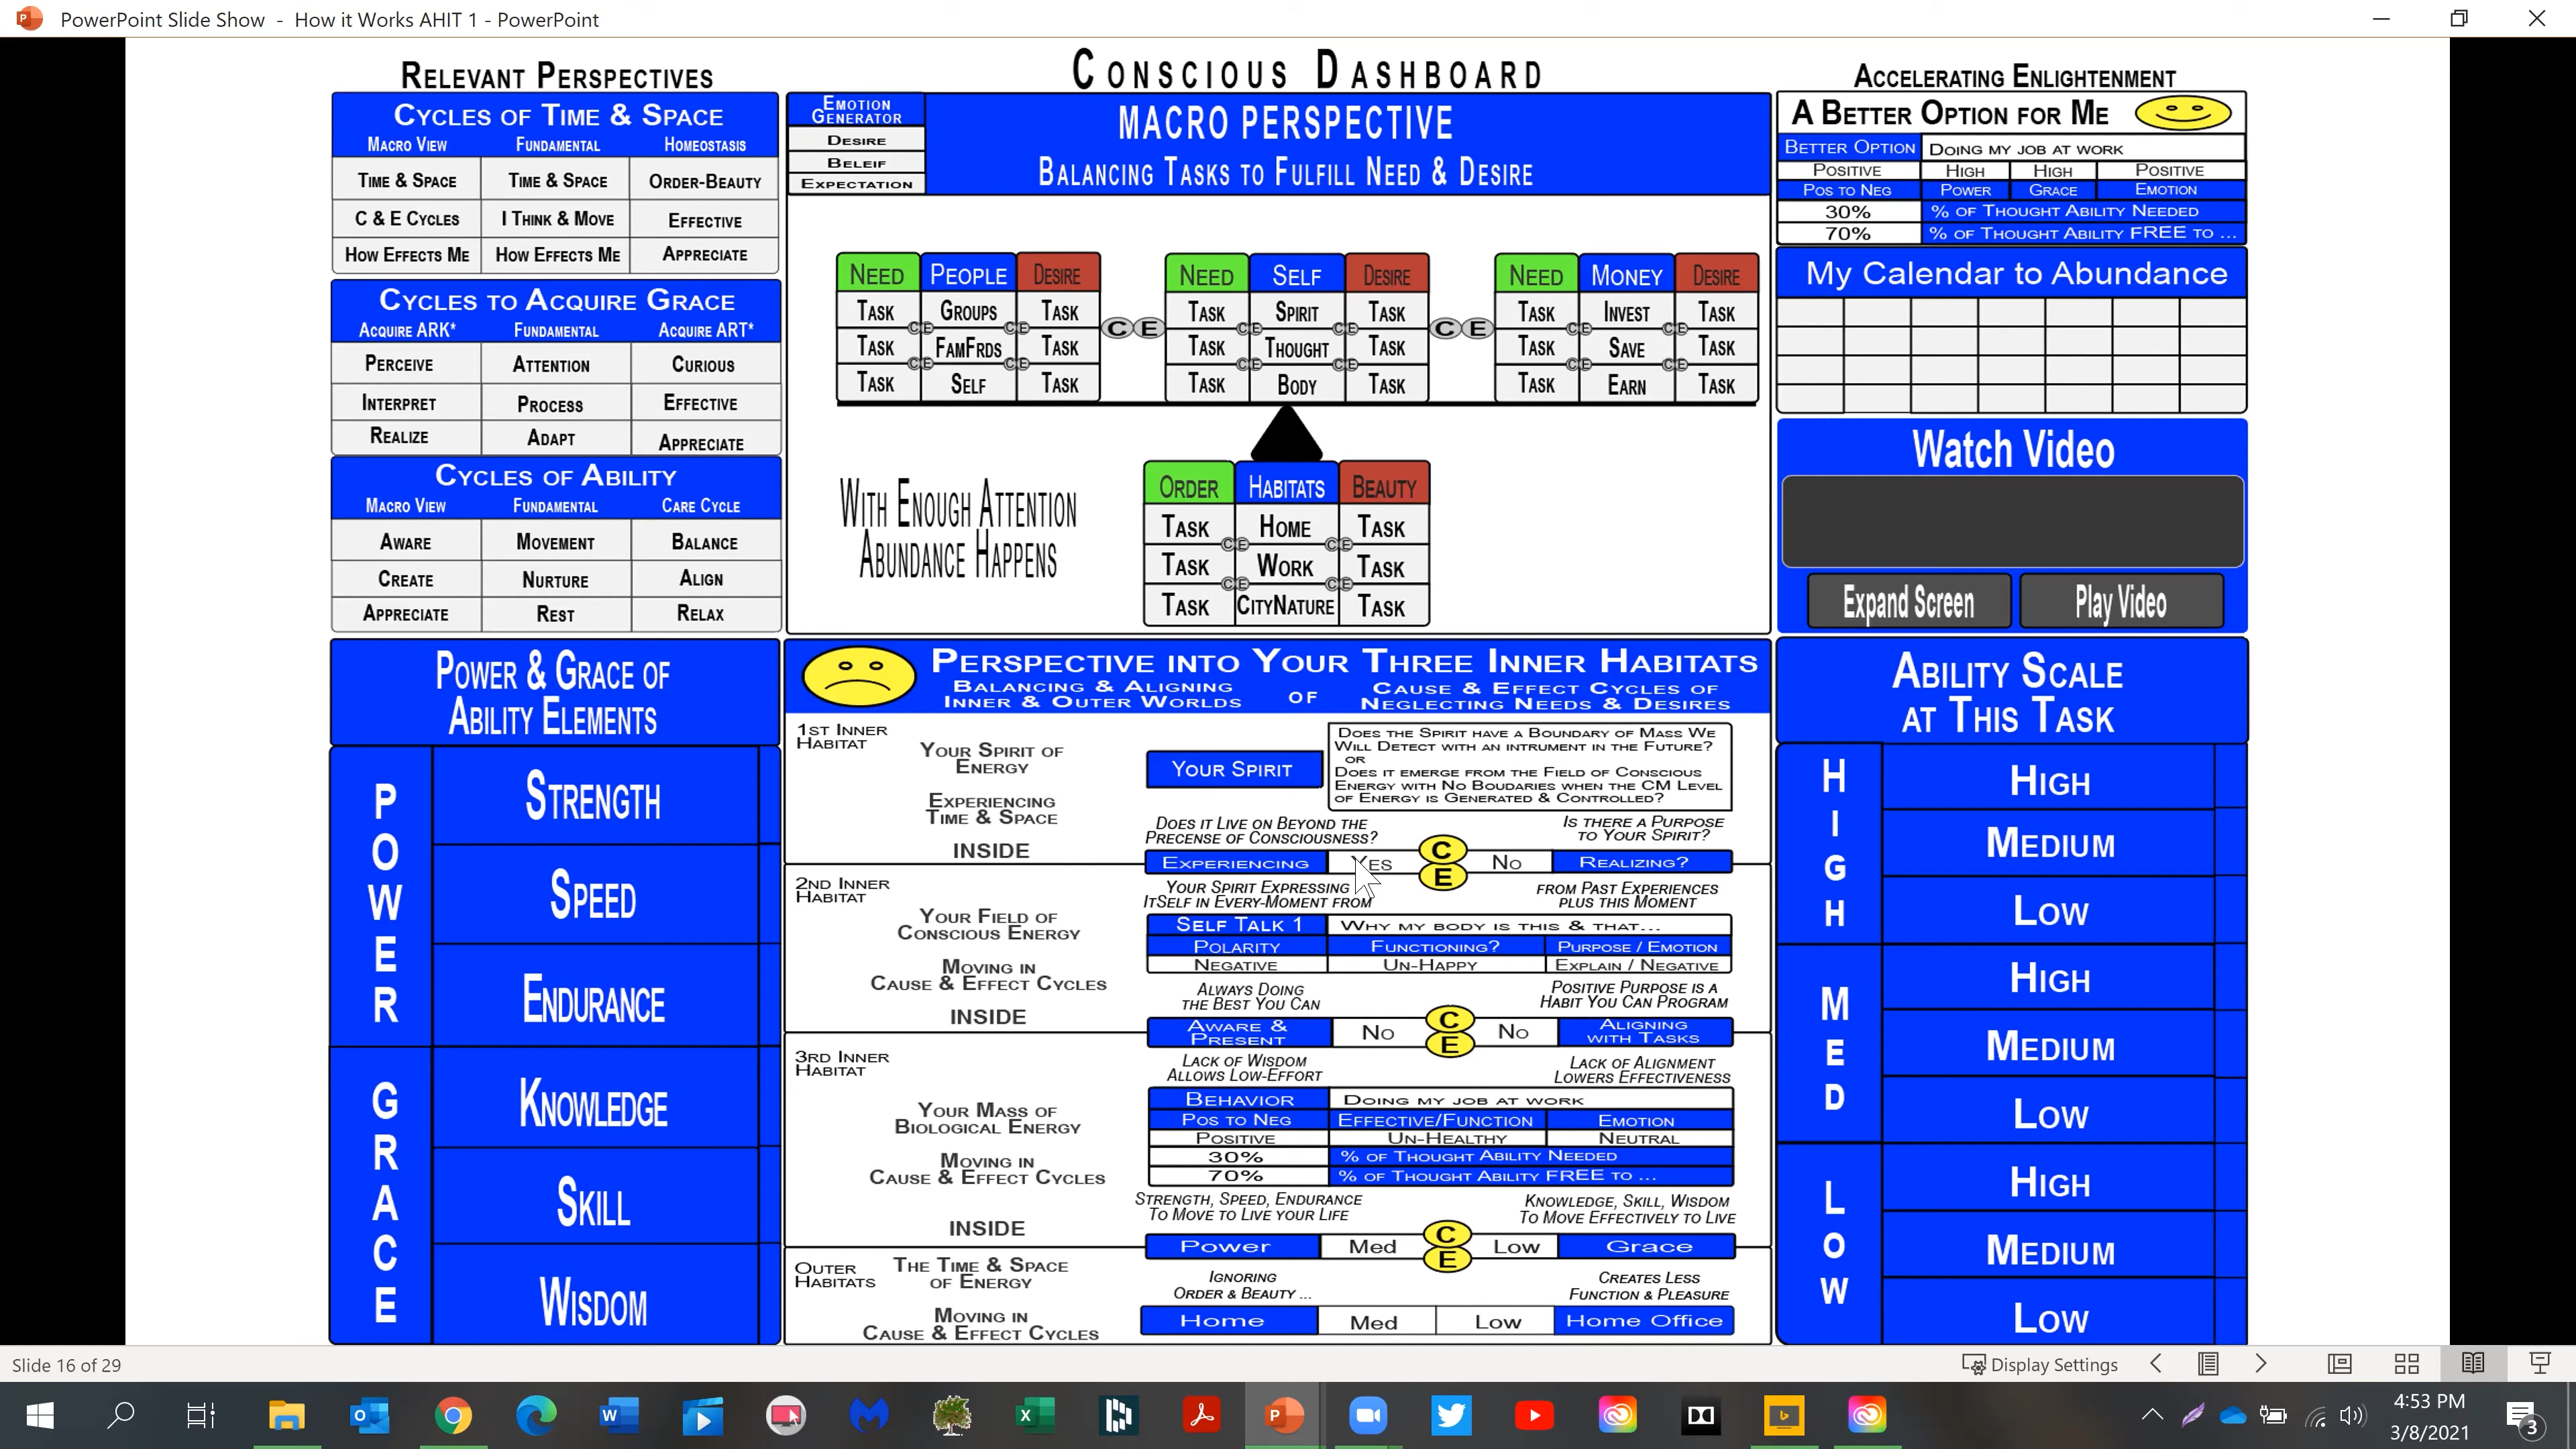 PowerPoint Slide Show - How it Works AHIT 1 - PowerPoint
Relevant Perspectives
Cycles of Time & Space
Macro View Fundamental Homeostasis
Time & Space Time & Space Order-Beauty
C & E Cycles I Think & Move Effective
How Effects Me How Effects Me Appreciate
Cycles to Acquire Grace
Acquire ARK* Fundamental Acquire ART*
Perceive Attention Curious
Interpret Process Effective
Realize Adapt Appreciate
Cycles of Ability
Macro View Fundamental Care Cycle
Aware Movement Balance
Create Nurture Align
Appreciate Rest Relax
Power & Grace of
Ability Elements
POWER
Strength
Speed
Endurance
GRACE
Knowledge
Skill
Wisdom
Conscious Dashboard
Emotion
Generator
Desire
Beleif
Expectation
MACRO PERSPECTIVE
Balancing Tasks to Fulfill Need & Desire
Need People Desire
Task Groups Task
C E C E
Task FamFrds Task
C E C E
Task Self Task
C E
Need Self Desire
Task Spirit Task
C E C E
Task Thought Task
C E C E
Task Body Task
C E
Need Money Desire
Task Invest Task
C E C E
Task Save Task
C E C E
Task Earn Task
With Enough Attention
Abundance Happens
Order Habitats Beauty
Task Home Task
C E C E
Task Work Task
C E C E
Task CityNature Task
Perspective into Your Three Inner Habitats
Balancing & Aligning
Inner & Outer Worlds
of
Cause & Effect Cycles of
Neglecting Needs & Desires
1st Inner
Habitat
Your Spirit of
Energy
Experiencing
Time & Space
INSIDE
Your Spirit
Does the Spirit have a Boundary of Mass We
Will Detect with an intrument in the Future?
or
Does it emerge from the Field of Conscious
Energy with No Boudaries when the CM Level
of Energy is Generated & Controlled?
Does it Live on Beyond the
Precense of Consciousness?
Is there a Purpose
to Your Spirit?
Experiencing Yes C E No Realizing?
2nd Inner
Habitat
Your Field of
Conscious Energy
Moving in
Cause & Effect Cycles
INSIDE
Your Spirit Expressing
ItSelf in Every-Moment from
from Past Experiences
plus this Moment
Self Talk 1 Why my body is this & that...
Polarity Functioning? Purpose / Emotion
Negative Un-Happy Explain / Negative
Always Doing
the Best You Can
Positive Purpose is a
Habit You Can Program
Aware &
Present
No C E No
Aligning
with Tasks
3rd Inner
Habitat
Your Mass of
Biological Energy
Moving in
Cause & Effect Cycles
INSIDE
Lack of Wisdom
Allows Low-Effort
Lack of Alignment
Lowers Effectiveness
Behavior Doing my job at work
Pos to Neg Effective/Function Emotion
Positive Un-Healthy Neutral
30% % of Thought Ability Needed
70% % of Thought Ability FREE to ...
Strength, Speed, Endurance
To Move to Live your Life
Knowledge, Skill, Wisdom
To Move Effectively to Live
Power Med C E Low Grace
Outer
Habitats
The Time & Space
of Energy
Moving in
Cause & Effect Cycles
Ignoring
Order & Beauty ...
Creates Less
Function & Pleasure
Home Med Low Home Office
Accelerating Enlightenment
A Better Option for Me
Better Option Doing my job at work
Positive High High Positive
Pos to Neg Power Grace Emotion
30% % of Thought Ability Needed
70% % of Thought Ability FREE to ...
My Calendar to Abundance
Watch Video
Expand Screen Play Video
Ability Scale
at This Task
HIGH
High
Medium
Low
MED
High
Medium
Low
LOW
High
Medium
Low
Slide 16 of 29
Display Settings
4:53 PM
3/8/2021
3